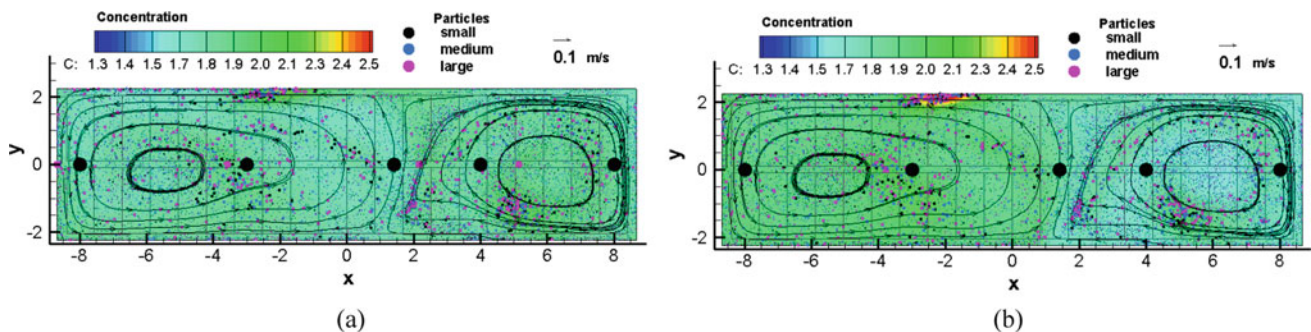 Concentration
Particles
small
medium
large
C: 1.3 1.4 1.5 1.7 1.8 1.9 2.0 2.1 2.2 2.4 2.5
0.1 m/s
2
y
0
-2
-8 -6 -4 -2 0 2 4 6 8
x
(a)
Concentration
Particles
small
medium
large
C: 1.3 1.4 1.5 1.7 1.8 1.9 2.0 2.1 2.2 2.4 2.5
0.1 m/s
2
y
0
-2
-8 -6 -4 -2 0 2 4 6 8
x
(b)